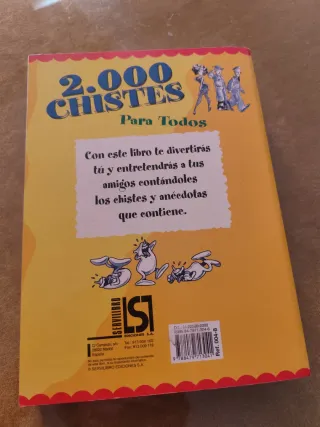 2.000
CHISTES
Para Todos
Con este libro te divertirás
tú y entretendrás a tus
amigos contándoles
los chistes y anécdotas
que contiene.
SERVILIBRO
EDICIONES S.A.
Ref. 004-B